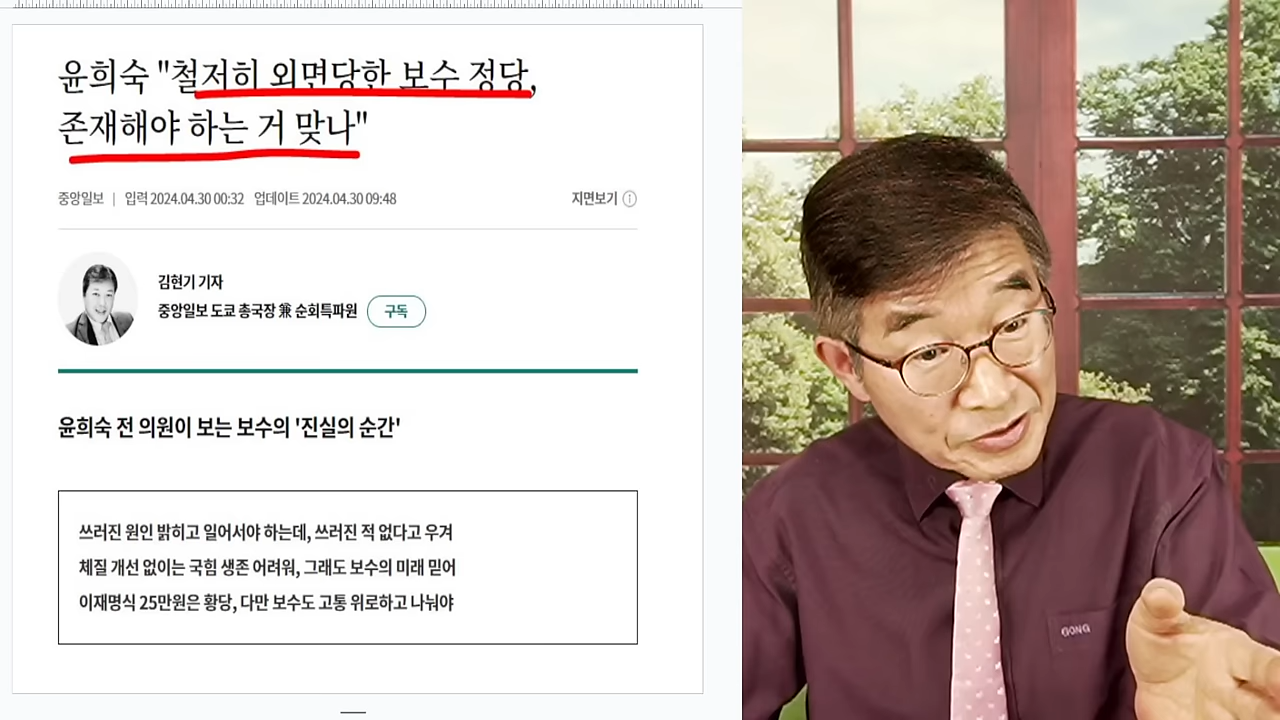 윤희숙 "철저히 외면당한 보수 정당,
존재해야 하는 거 맞나"
중앙일보 | 입력 2024.04.30 00:32 업데이트 2024.04.30 09:48 지면보기
김현기 기자
중앙일보 도쿄 총국장 兼 순회특파원 구독
윤희숙 전 의원이 보는 보수의 '진실의 순간'
쓰러진 원인 밝히고 일어서야 하는데, 쓰러진 적 없다고 우겨
체질 개선 없이는 국힘 생존 어려워, 그래도 보수의 미래 믿어
이재명식 25만원은 황당, 다만 보수도 고통 위로하고 나눠야
GONG